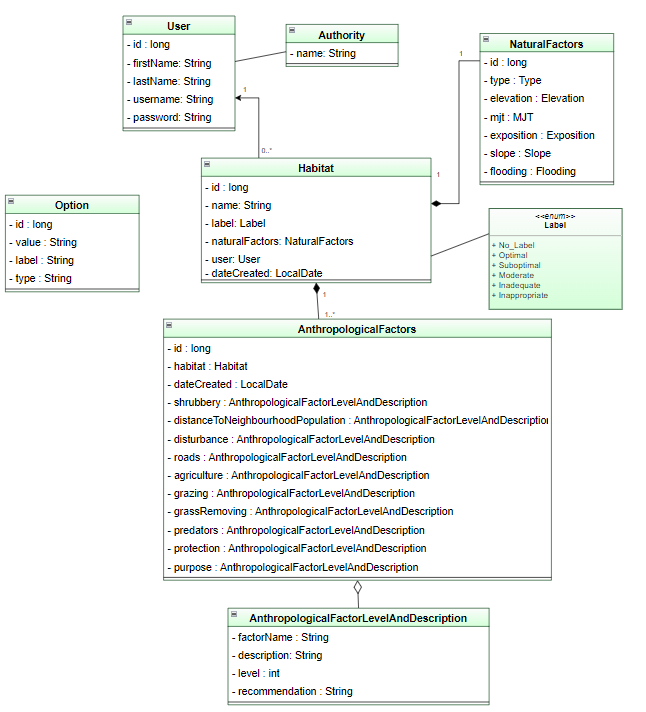 User
- id : long
- firstName: String
- lastName: String
- username: String
- password: String
Authority
- name: String
NaturalFactors
- id : long
- type : Type
- elevation : Elevation
- mjt : MJT
- exposition : Exposition
- slope : Slope
- flooding : Flooding
1
1
0..*
Habitat
- id : long
- name: String
- label: Label
- naturalFactors: NaturalFactors
- user: User
- dateCreated: LocalDate
1
Option
- id : long
- value : String
- label : String
- type : String
<<enum>>
Label
+ No_Label
+ Optimal
+ Suboptimal
+ Moderate
+ Inadequate
+ Inappropriate
1
1..*
AnthropologicalFactors
- id : long
- habitat : Habitat
- dateCreated : LocalDate
- shrubbery : AnthropologicalFactorLevelAndDescription
- distanceToNeighbourhoodPopulation : AnthropologicalFactorLevelAndDescription
- disturbance : AnthropologicalFactorLevelAndDescription
- roads : AnthropologicalFactorLevelAndDescription
- agriculture : AnthropologicalFactorLevelAndDescription
- grazing : AnthropologicalFactorLevelAndDescription
- grassRemoving : AnthropologicalFactorLevelAndDescription
- predators : AnthropologicalFactorLevelAndDescription
- protection : AnthropologicalFactorLevelAndDescription
- purpose : AnthropologicalFactorLevelAndDescription
AnthropologicalFactorLevelAndDescription
- factorName : String
- description: String
- level : int
- recommendation : String